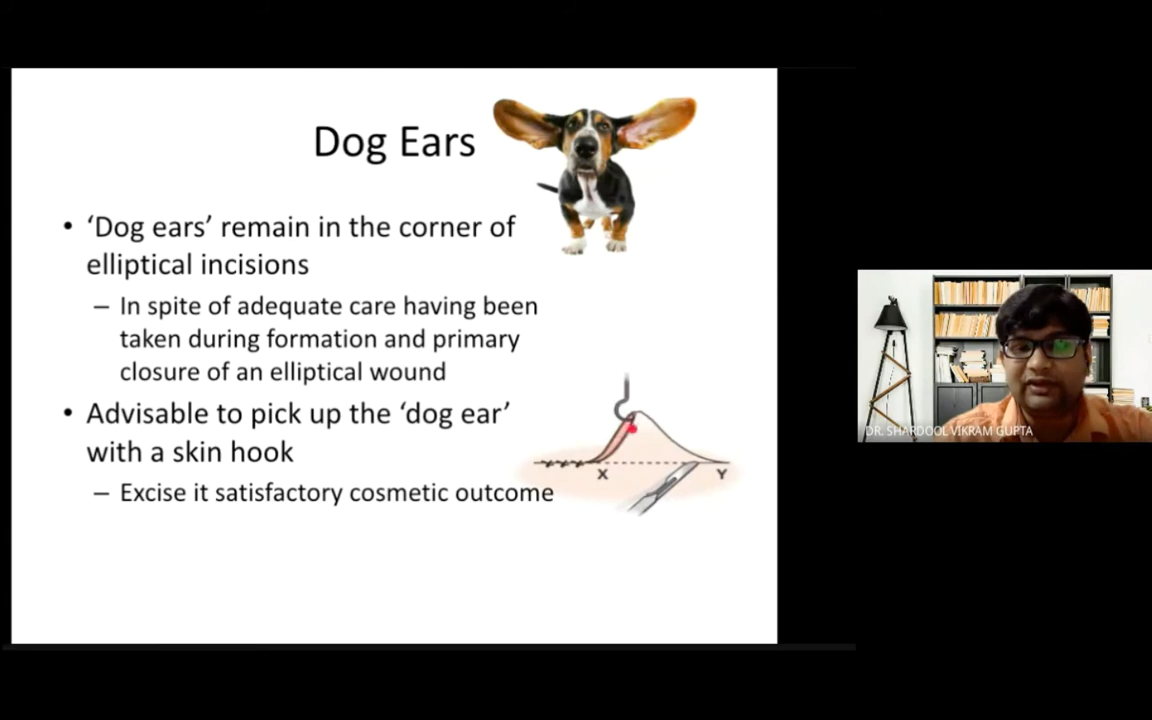 Dog Ears
• ‘Dog ears’ remain in the corner of
elliptical incisions
– In spite of adequate care having been
taken during formation and primary
closure of an elliptical wound
• Advisable to pick up the ‘dog ear’
with a skin hook
– Excise it satisfactory cosmetic outcome
X
Y
DR. SHARDOOL VIKRAM GUPTA